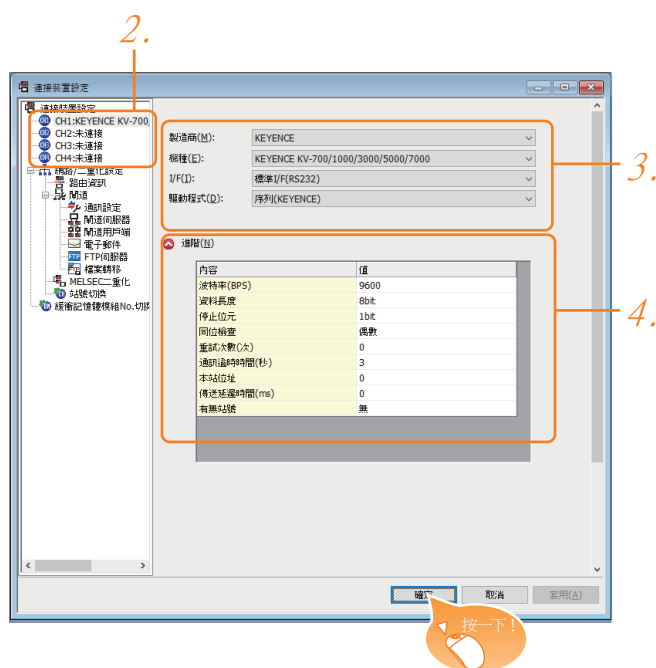 2.
連接裝置設定
連接裝置設定
CH1:KEYENCE KV-700,
CH2:未連接
CH3:未連接
CH4:未連接
網路/二重化設定
路由資訊
閘道
通訊設定
閘道伺服器
閘道用戶端
電子郵件
FTP伺服器
檔案轉移
MELSEC二重化
站號切換
緩衝記憶體模組No.切換
製造商(M):
KEYENCE
機種(E):
KEYENCE KV-700/1000/3000/5000/7000
I/F(I):
標準I/F(RS232)
驅動程式(D):
序列(KEYENCE)
3.
進階(N)
內容
值
波特率(BPS)
9600
資料長度
8bit
停止位元
1bit
同位檢查
偶數
重試次數(次)
0
通訊逾時時間(秒)
3
本站位址
0
傳送延遲時間(ms)
0
有無站號
無
4.
確定
取消
套用(A)
按一下!